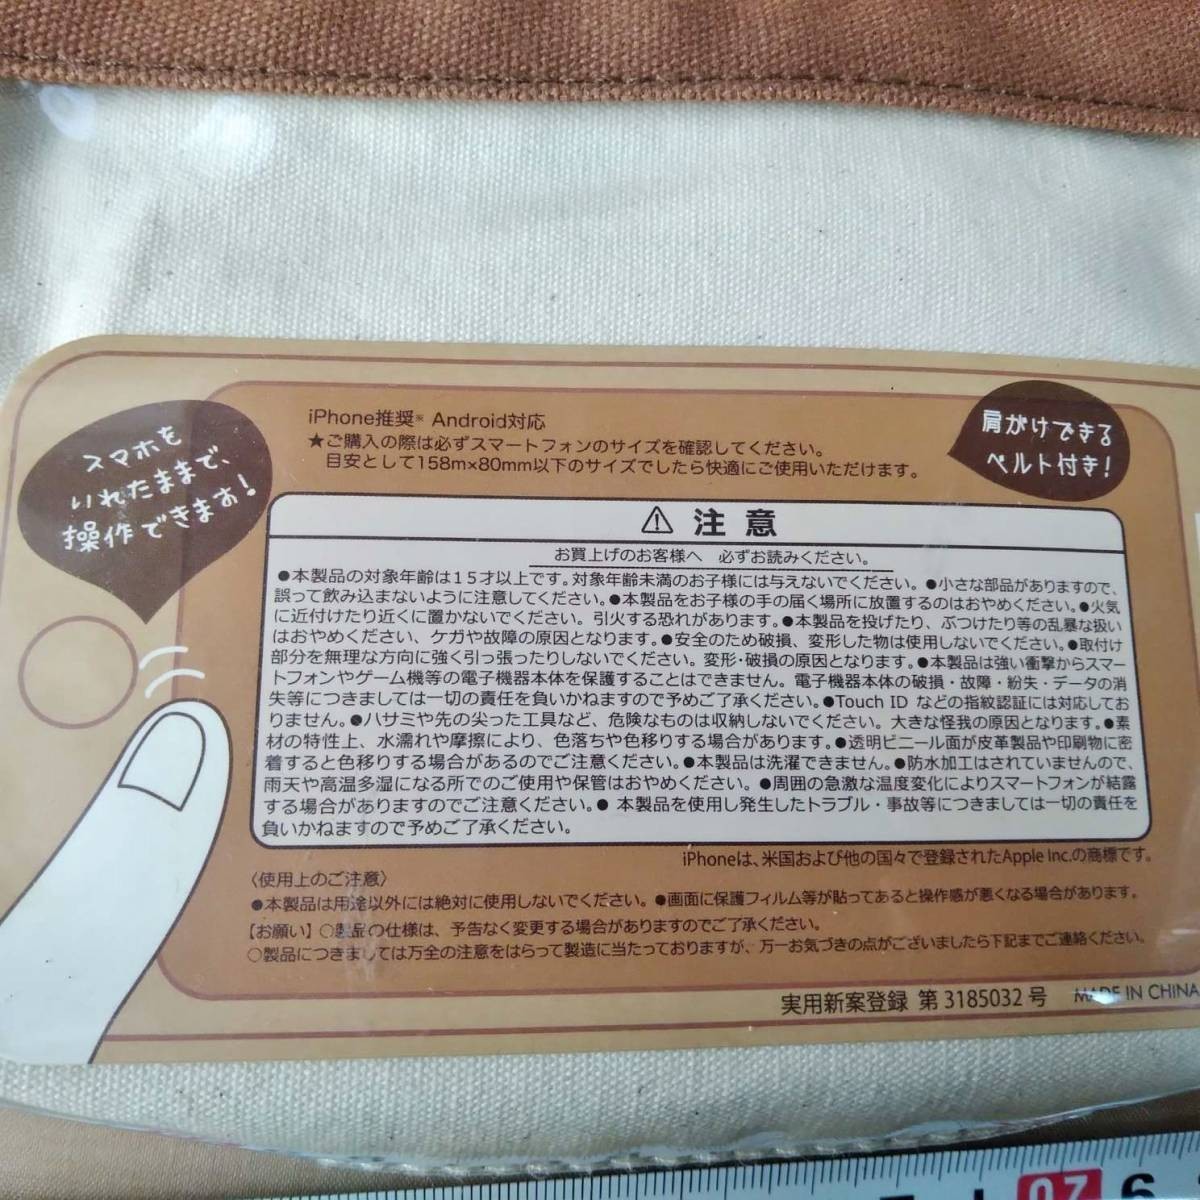 スマホを
いれたままで、
操作できます!
iPhone推奨※ Android対応
★ご購入の際は必ずスマートフォンのサイズを確認してください。
目安として158m×80mm以下のサイズでしたら快適にご使用いただけます。
肩がけできる
ベルト付き!
⚠ 注意
お買上げのお客様へ 必ずお読みください。
●本製品の対象年齢は15才以上です。対象年齢未満のお子様には与えないでください。●小さな部品がありますので、
誤って飲み込まないように注意してください。●本製品をお子様の手の届く場所に放置するのはおやめください。●火気
に近付けたり近くに置かないでください。引火する恐れがあります。●本製品を投げたり、ぶつけたり等の乱暴な扱い
はおやめください、ケガや故障の原因となります。●安全のため破損、変形した物は使用しないでください。●取付け
部分を無理な方向に強く引っ張ったりしないでください。変形・破損の原因となります。●本製品は強い衝撃からスマー
トフォンやゲーム機等の電子機器本体を保護することはできません。電子機器本体の破損・故障・紛失・データの消
失等につきましては一切の責任を負いかねますので予めご了承ください。●Touch ID などの指紋認証には対応してお
りません。●ハサミや先の尖った工具など、危険なものは収納しないでください。大きな怪我の原因となります。●素
材の特性上、水濡れや摩擦により、色落ちや色移りする場合があります。●透明ビニール面が皮革製品や印刷物に密
着すると色移りする場合があるのでご注意ください。●本製品は洗濯できません。●防水加工はされていませんので、
雨天や高温多湿になる所でのご使用や保管はおやめください。●周囲の急激な温度変化によりスマートフォンが結露
する場合がありますのでご注意ください。● 本製品を使用し発生したトラブル・事故等につきましては一切の責任を
負いかねますので予めご了承ください。
iPhoneは、米国および他の国々で登録されたApple Inc.の商標です。
〈使用上のご注意〉
●本製品は用途以外には絶対に使用しないでください。●画面に保護フィルム等が貼ってあると操作感が悪くなる場合があります。
【お願い】○製品の仕様は、予告なく変更する場合がありますのでご了承ください。
○製品につきましては万全の注意をはらって製造に当たっておりますが、万一お気づきの点がございましたら下記までご連絡ください。
実用新案登録 第3185032号 MADE IN CHINA
07 6